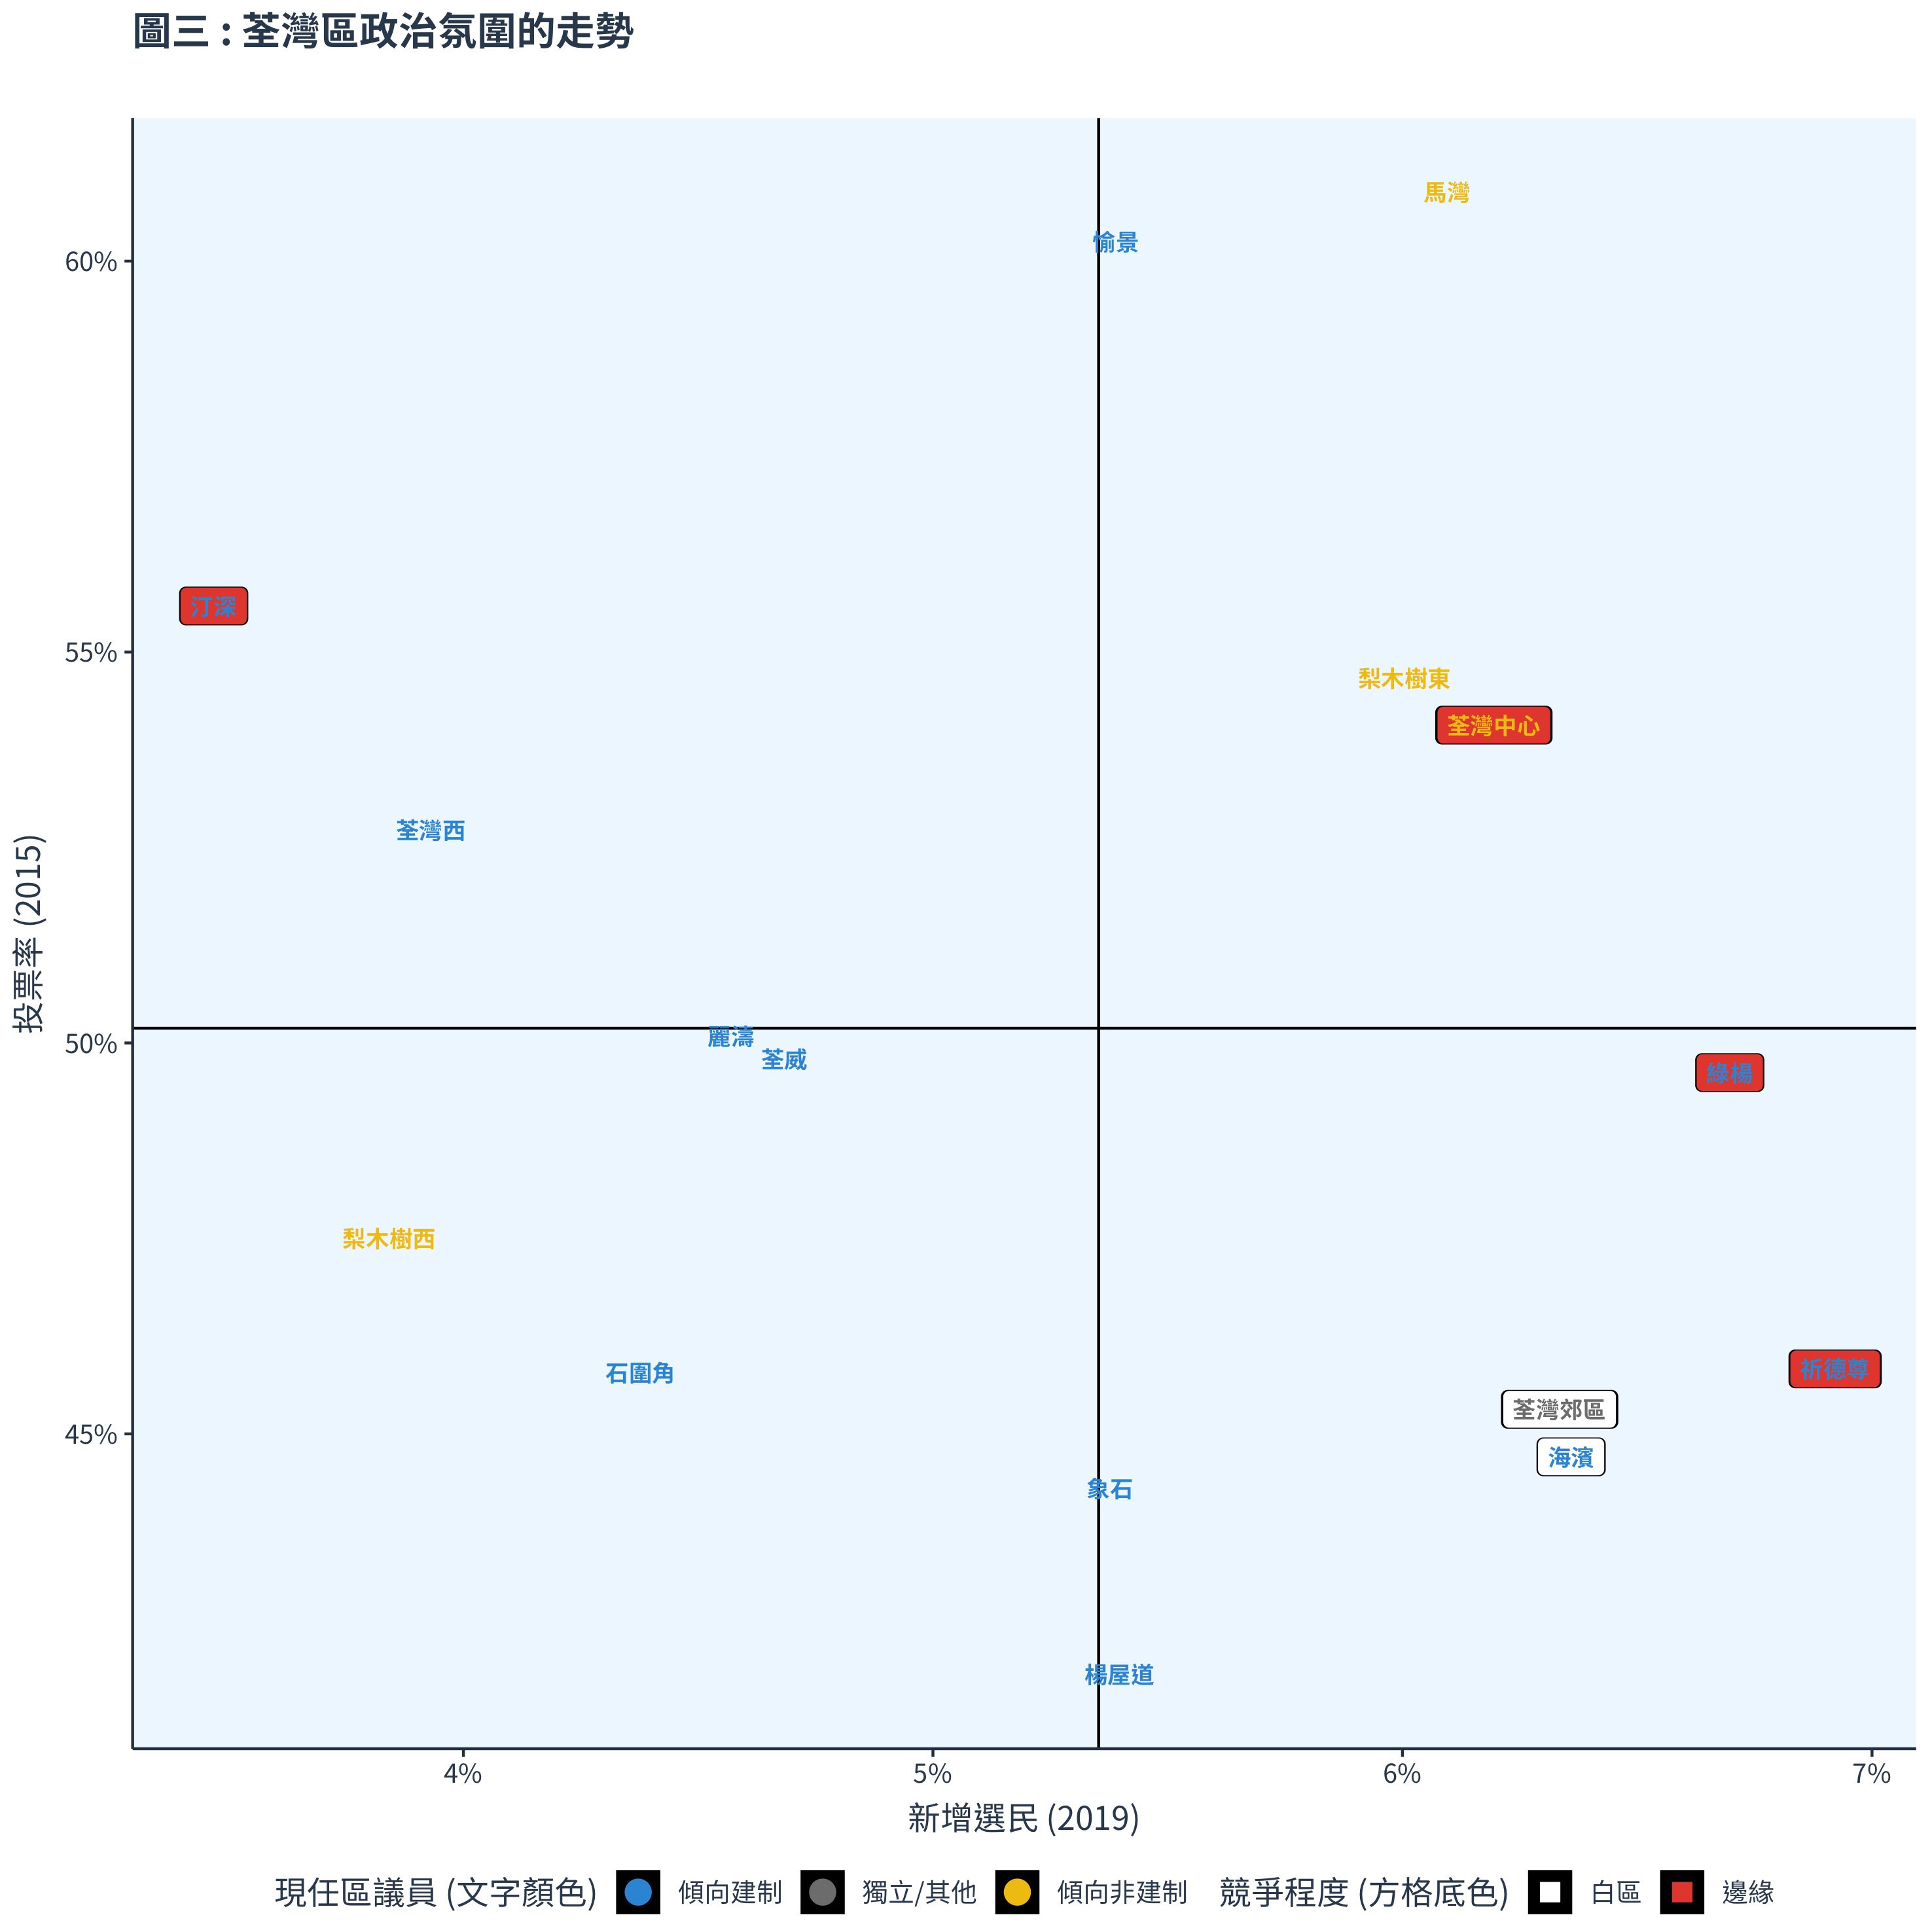 圖三 : 荃灣區政治氛圍的走勢
馬灣
愉景
60%
汀深
55%
梨木樹東
荃灣中心
荃灣西
投票率 (2015)
麗濤
50%
荃威
綠楊
梨木樹西
石圍角
祈德尊
荃灣郊區
45%
海濱
象石
楊屋道
4% 5% 6% 7%
新增選民 (2019)
現任區議員 (文字顏色) 傾向建制 獨立/其他 傾向非建制 競爭程度 (方格底色) 白區 邊緣